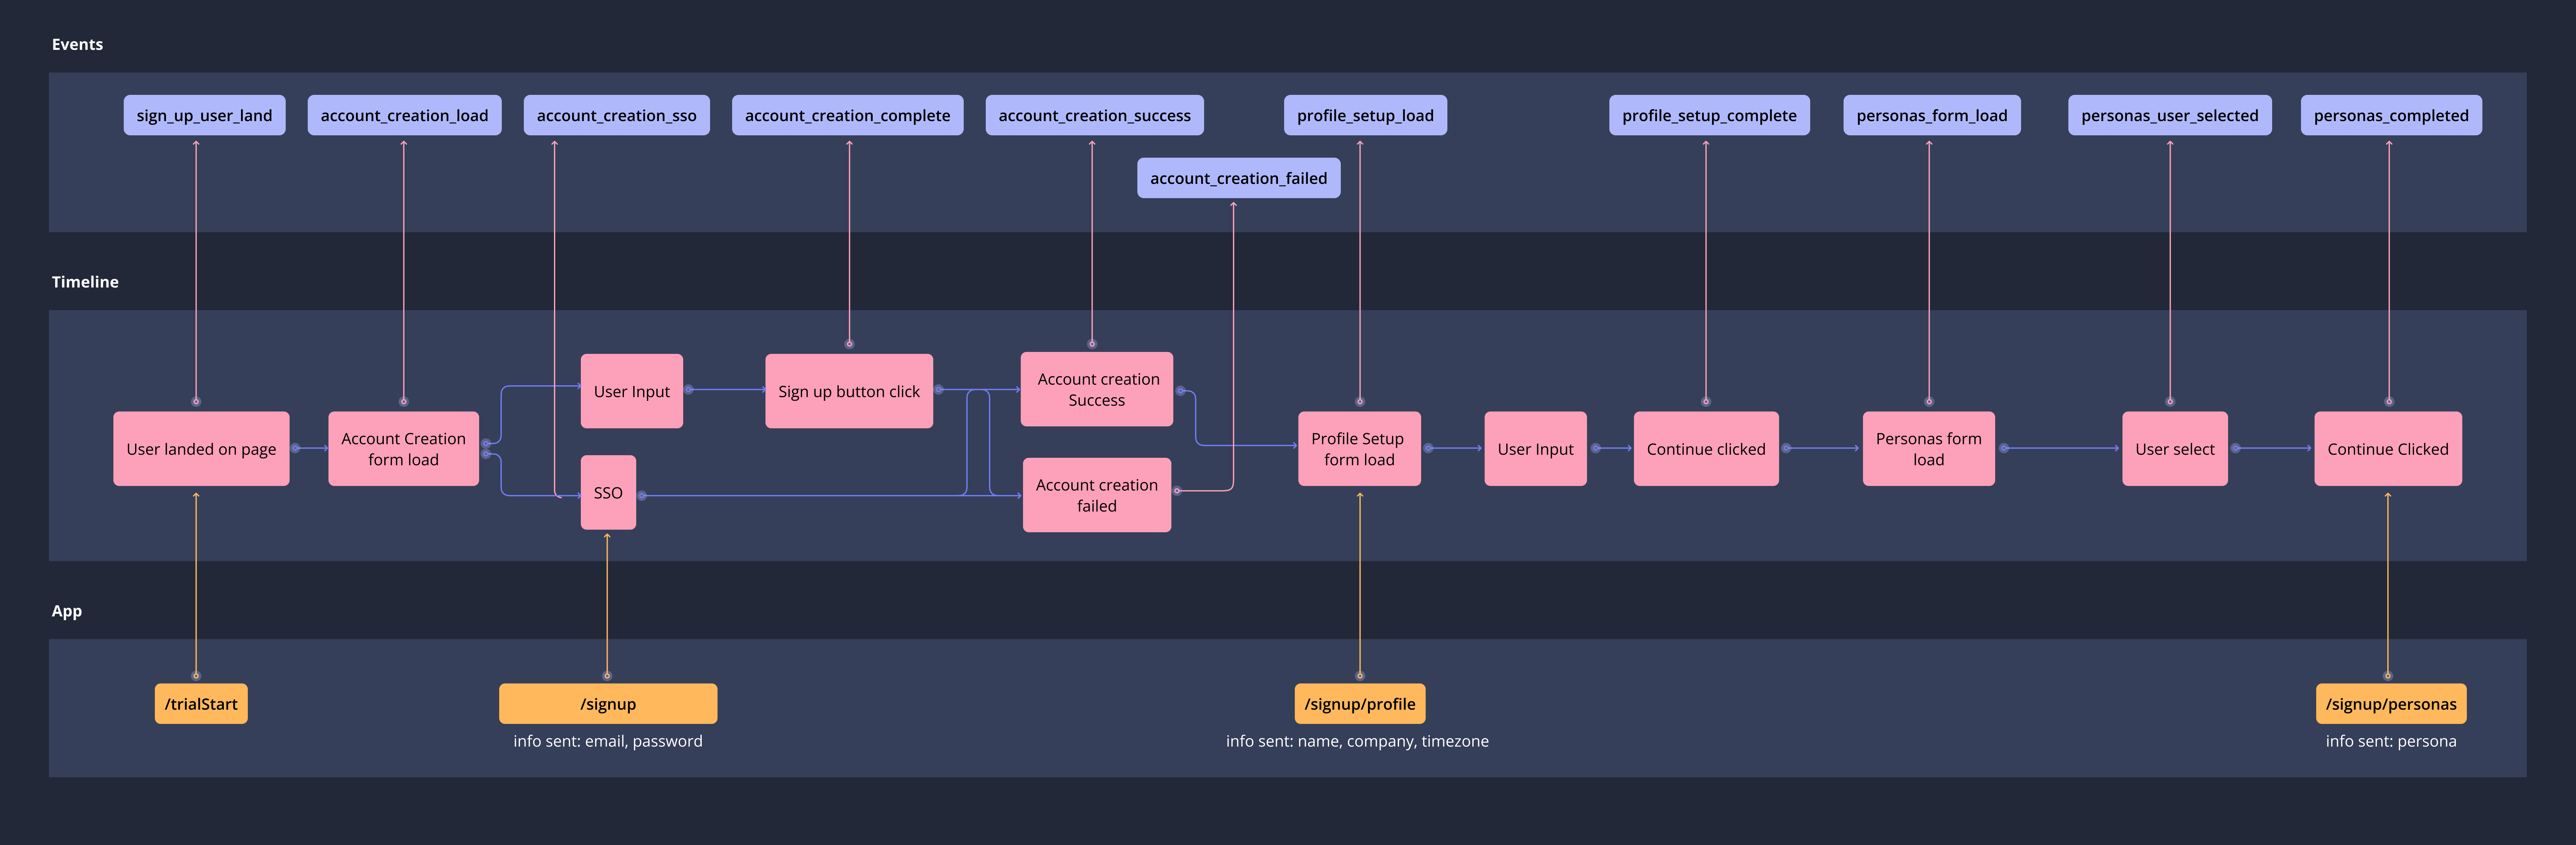 Events
sign_up_user_land
account_creation_load
account_creation_sso
account_creation_complete
account_creation_success
profile_setup_load
profile_setup_complete
personas_form_load
personas_user_selected
personas_completed
account_creation_failed
Timeline
User landed on page
Account Creation
form load
User Input
SSO
Sign up button click
Account creation
Success
Account creation
failed
Profile Setup
form load
User Input
Continue clicked
Personas form
load
User select
Continue Clicked
App
/trialStart
/signup
info sent: email, password
/signup/profile
info sent: name, company, timezone
/signup/personas
info sent: persona